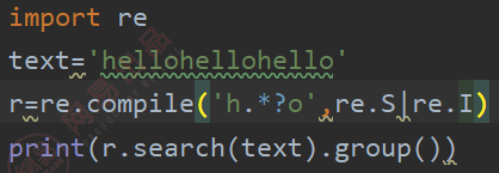 import re
text='hellohellohello'
r=re.compile('h.*?o',re.S|re.I)
print(r.search(text).group())